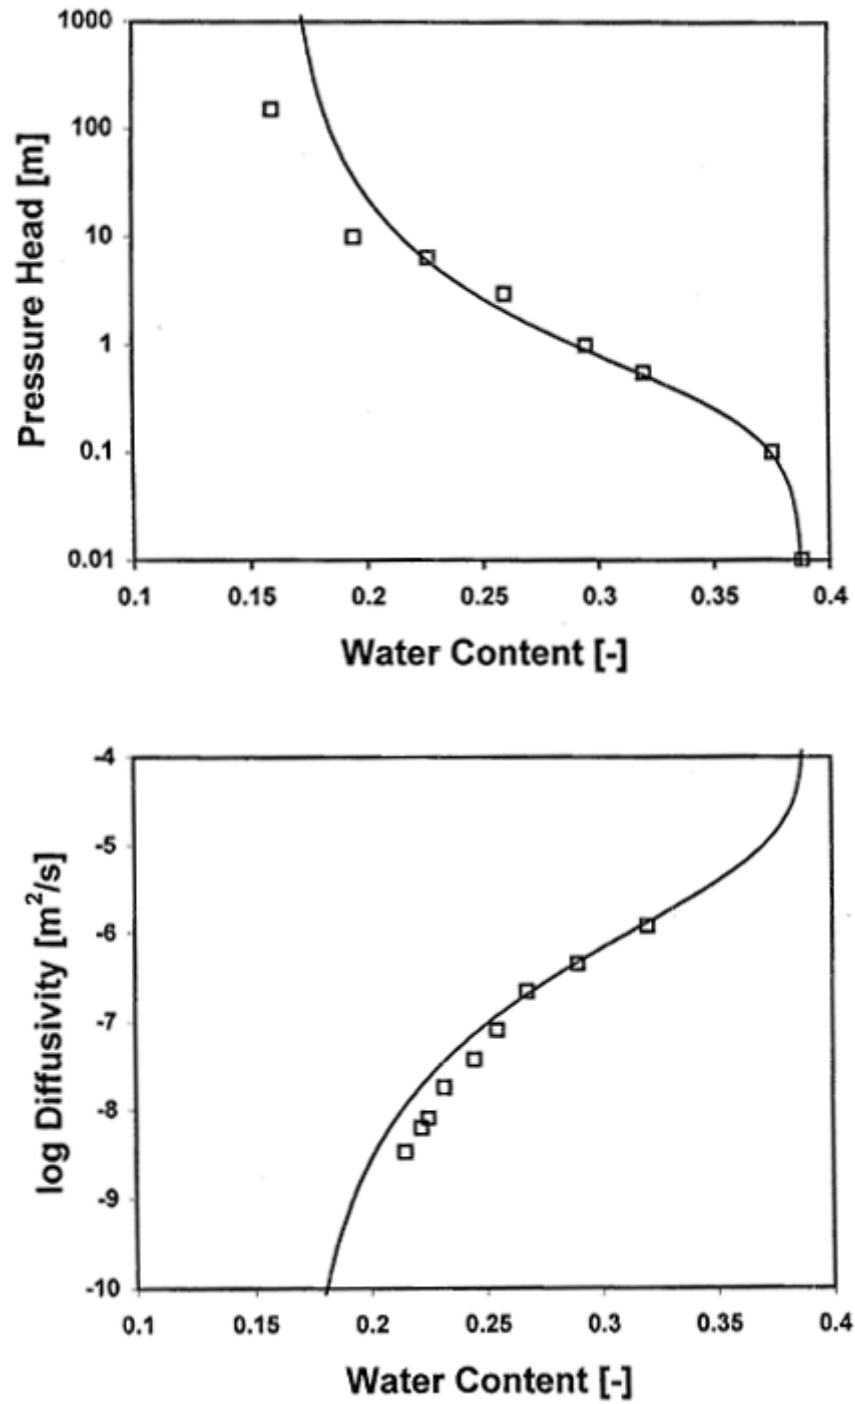 1000
100
10
1
0.1
0.01
Pressure Head [m]
0.1 0.15 0.2 0.25 0.3 0.35 0.4
Water Content [-]
-4
-5
-6
-7
-8
-9
-10
log Diffusivity [m²/s]
0.1 0.15 0.2 0.25 0.3 0.35 0.4
Water Content [-]